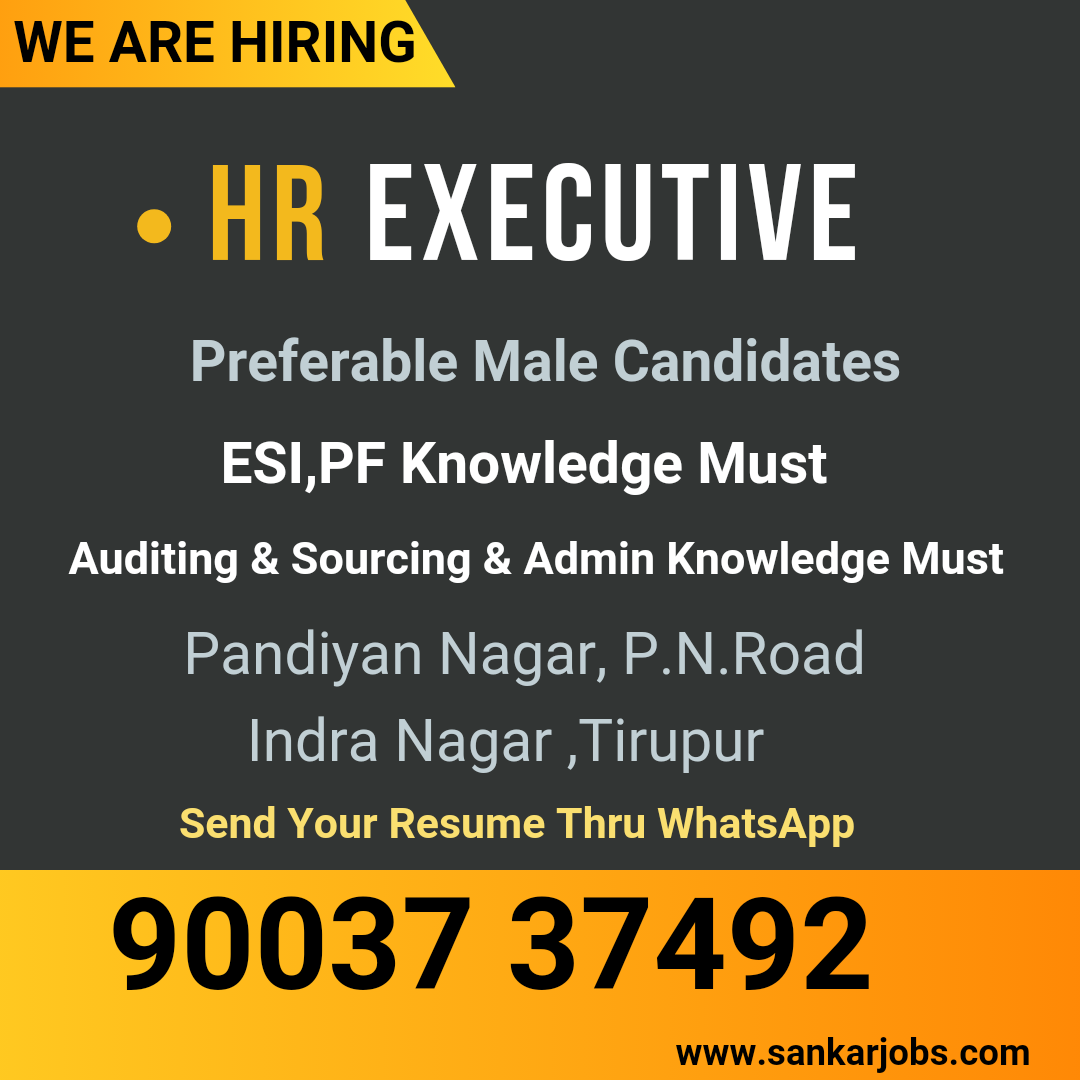 WE ARE HIRING
• HR EXECUTIVE
Preferable Male Candidates
ESI,PF Knowledge Must
Auditing & Sourcing & Admin Knowledge Must
Pandiyan Nagar, P.N.Road
Indra Nagar ,Tirupur
Send Your Resume Thru WhatsApp
90037 37492
www.sankarjobs.com